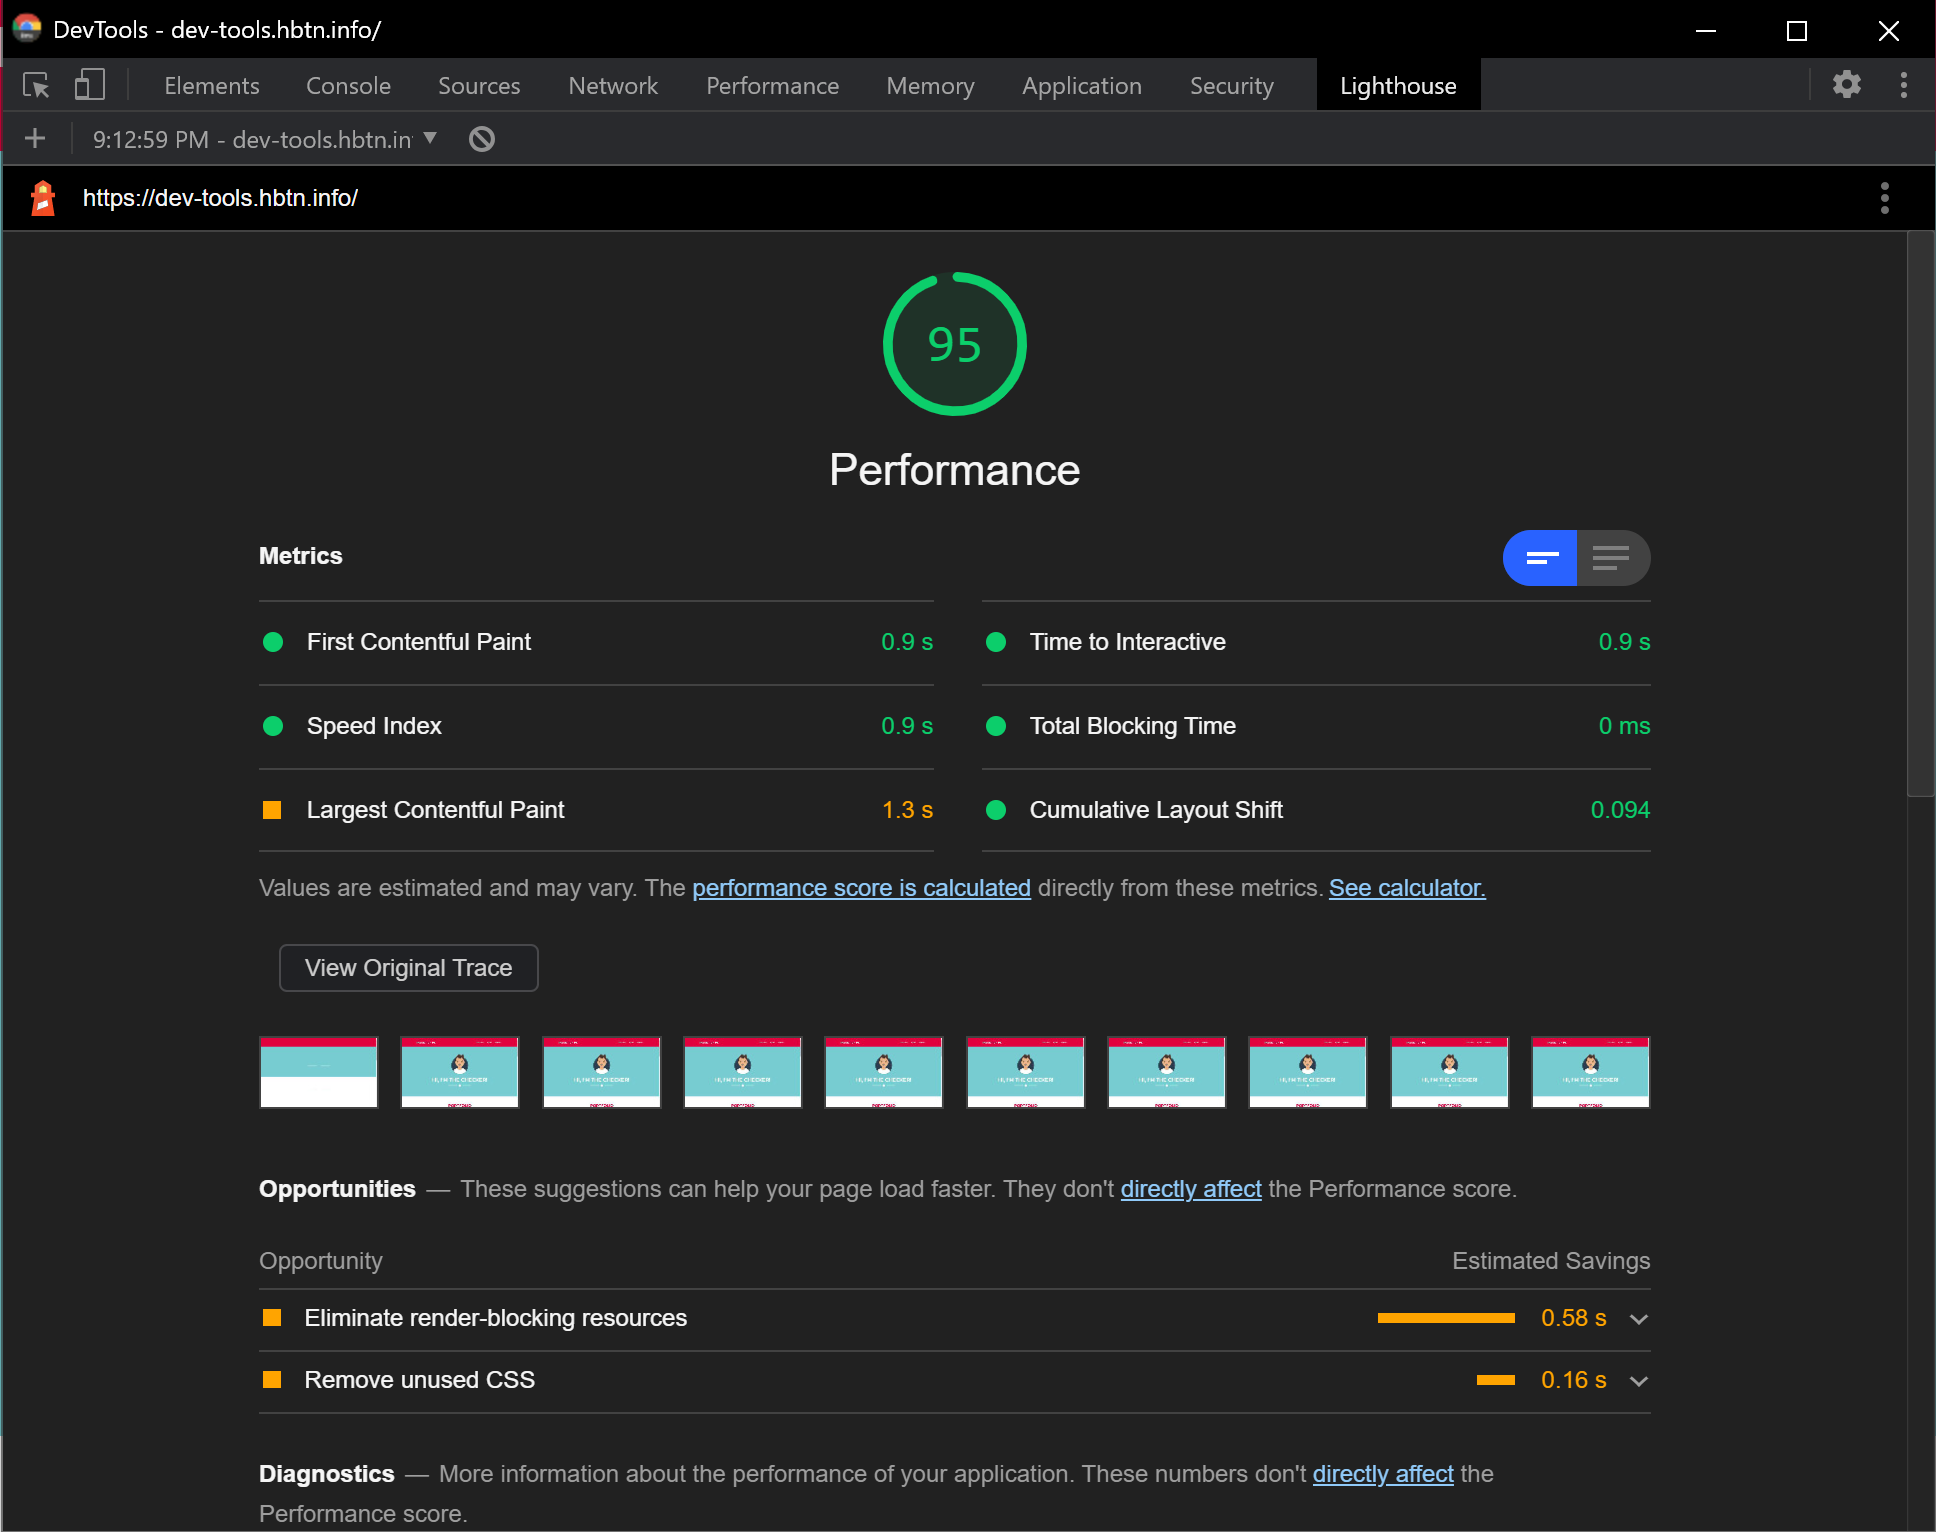 DevTools - dev-tools.hbtn.info/
Elements Console Sources Network Performance Memory Application Security Lighthouse
9:12:59 PM - dev-tools.hbtn.in
https://dev-tools.hbtn.info/
95
Performance
Metrics
First Contentful Paint 0.9 s Time to Interactive 0.9 s
Speed Index 0.9 s Total Blocking Time 0 ms
Largest Contentful Paint 1.3 s Cumulative Layout Shift 0.094
Values are estimated and may vary. The performance score is calculated directly from these metrics. See calculator.
View Original Trace
Opportunities — These suggestions can help your page load faster. They don't directly affect the Performance score.
Opportunity Estimated Savings
Eliminate render-blocking resources 0.58 s
Remove unused CSS 0.16 s
Diagnostics — More information about the performance of your application. These numbers don't directly affect the
Performance score.